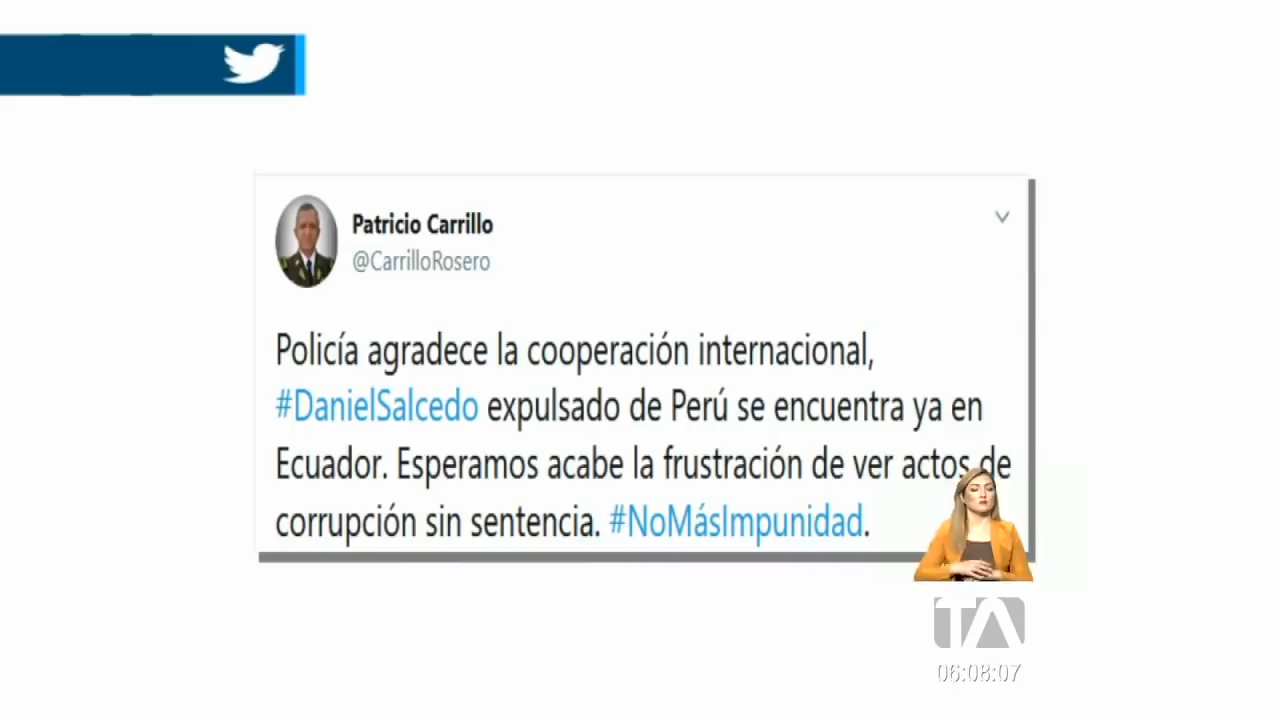 Patricio Carrillo
@CarrilloRosero
Policía agradece la cooperación internacional,
#DanielSalcedo expulsado de Perú se encuentra ya en
Ecuador. Esperamos acabe la frustración de ver actos de
corrupción sin sentencia. #NoMásImpunidad.
TA
06:08:07